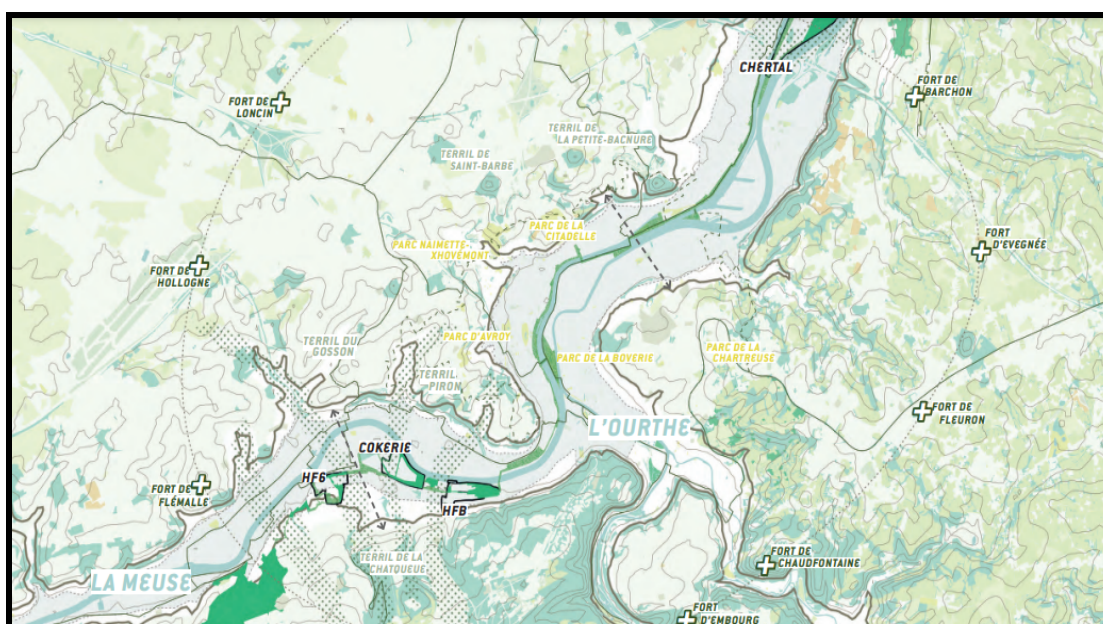 CHERTAL
FORT DE
BARCHON
FORT DE
LONCIN
TERRIL DE
LA PETITE-BACNURE
TERRIL DE
SAINT-BARBE
PARC DE LA
CITADELLE
PARC NAIMETTE-
XHOVÉMONT
FORT
D'EVEGNÉE
FORT DE
HOLLOGNE
TERRIL DU
GOSSON
PARC D'AVROY
PARC DE LA BOVERIE
PARC DE LA
CHARTREUSE
TERRIL
PIRON
FORT DE
FLERON
L'OURTHE
COKERIE
HF6
HFB
FORT DE
FLÉMALLE
TERRIL DE LA
CHATQUEUE
FORT DE
CHAUDFONTAINE
LA MEUSE
FORT
D'EMBOURG